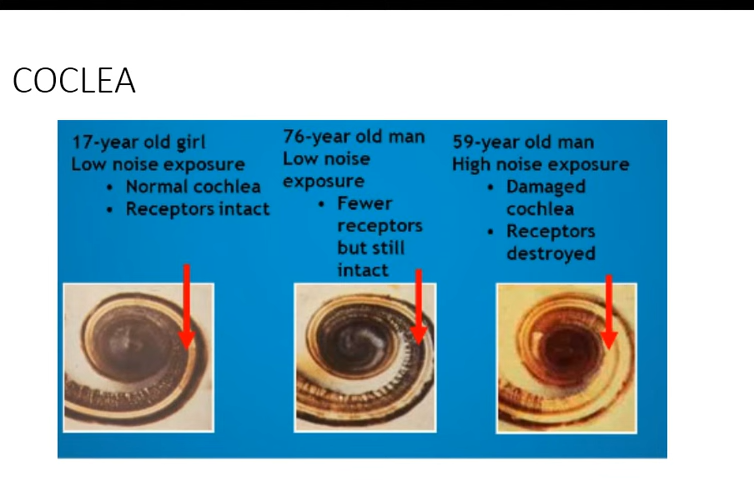 COCLEA
17-year old girl
Low noise exposure
• Normal cochlea
• Receptors intact
76-year old man
Low noise
exposure
• Fewer
receptors
but still
intact
59-year old man
High noise exposure
• Damaged
cochlea
• Receptors
destroyed